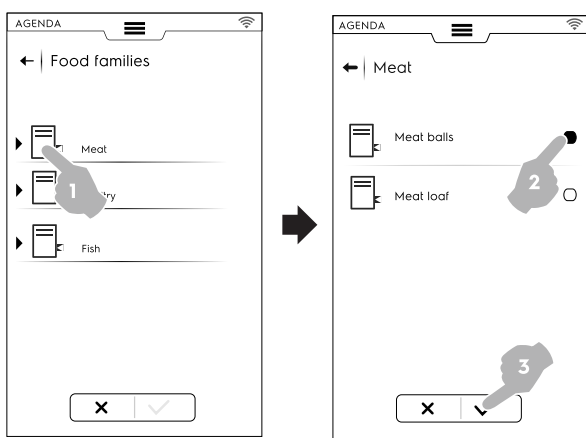 AGENDA
Food families
Meat
1
Fish
AGENDA
Meat
Meat balls
2
Meat loaf
3